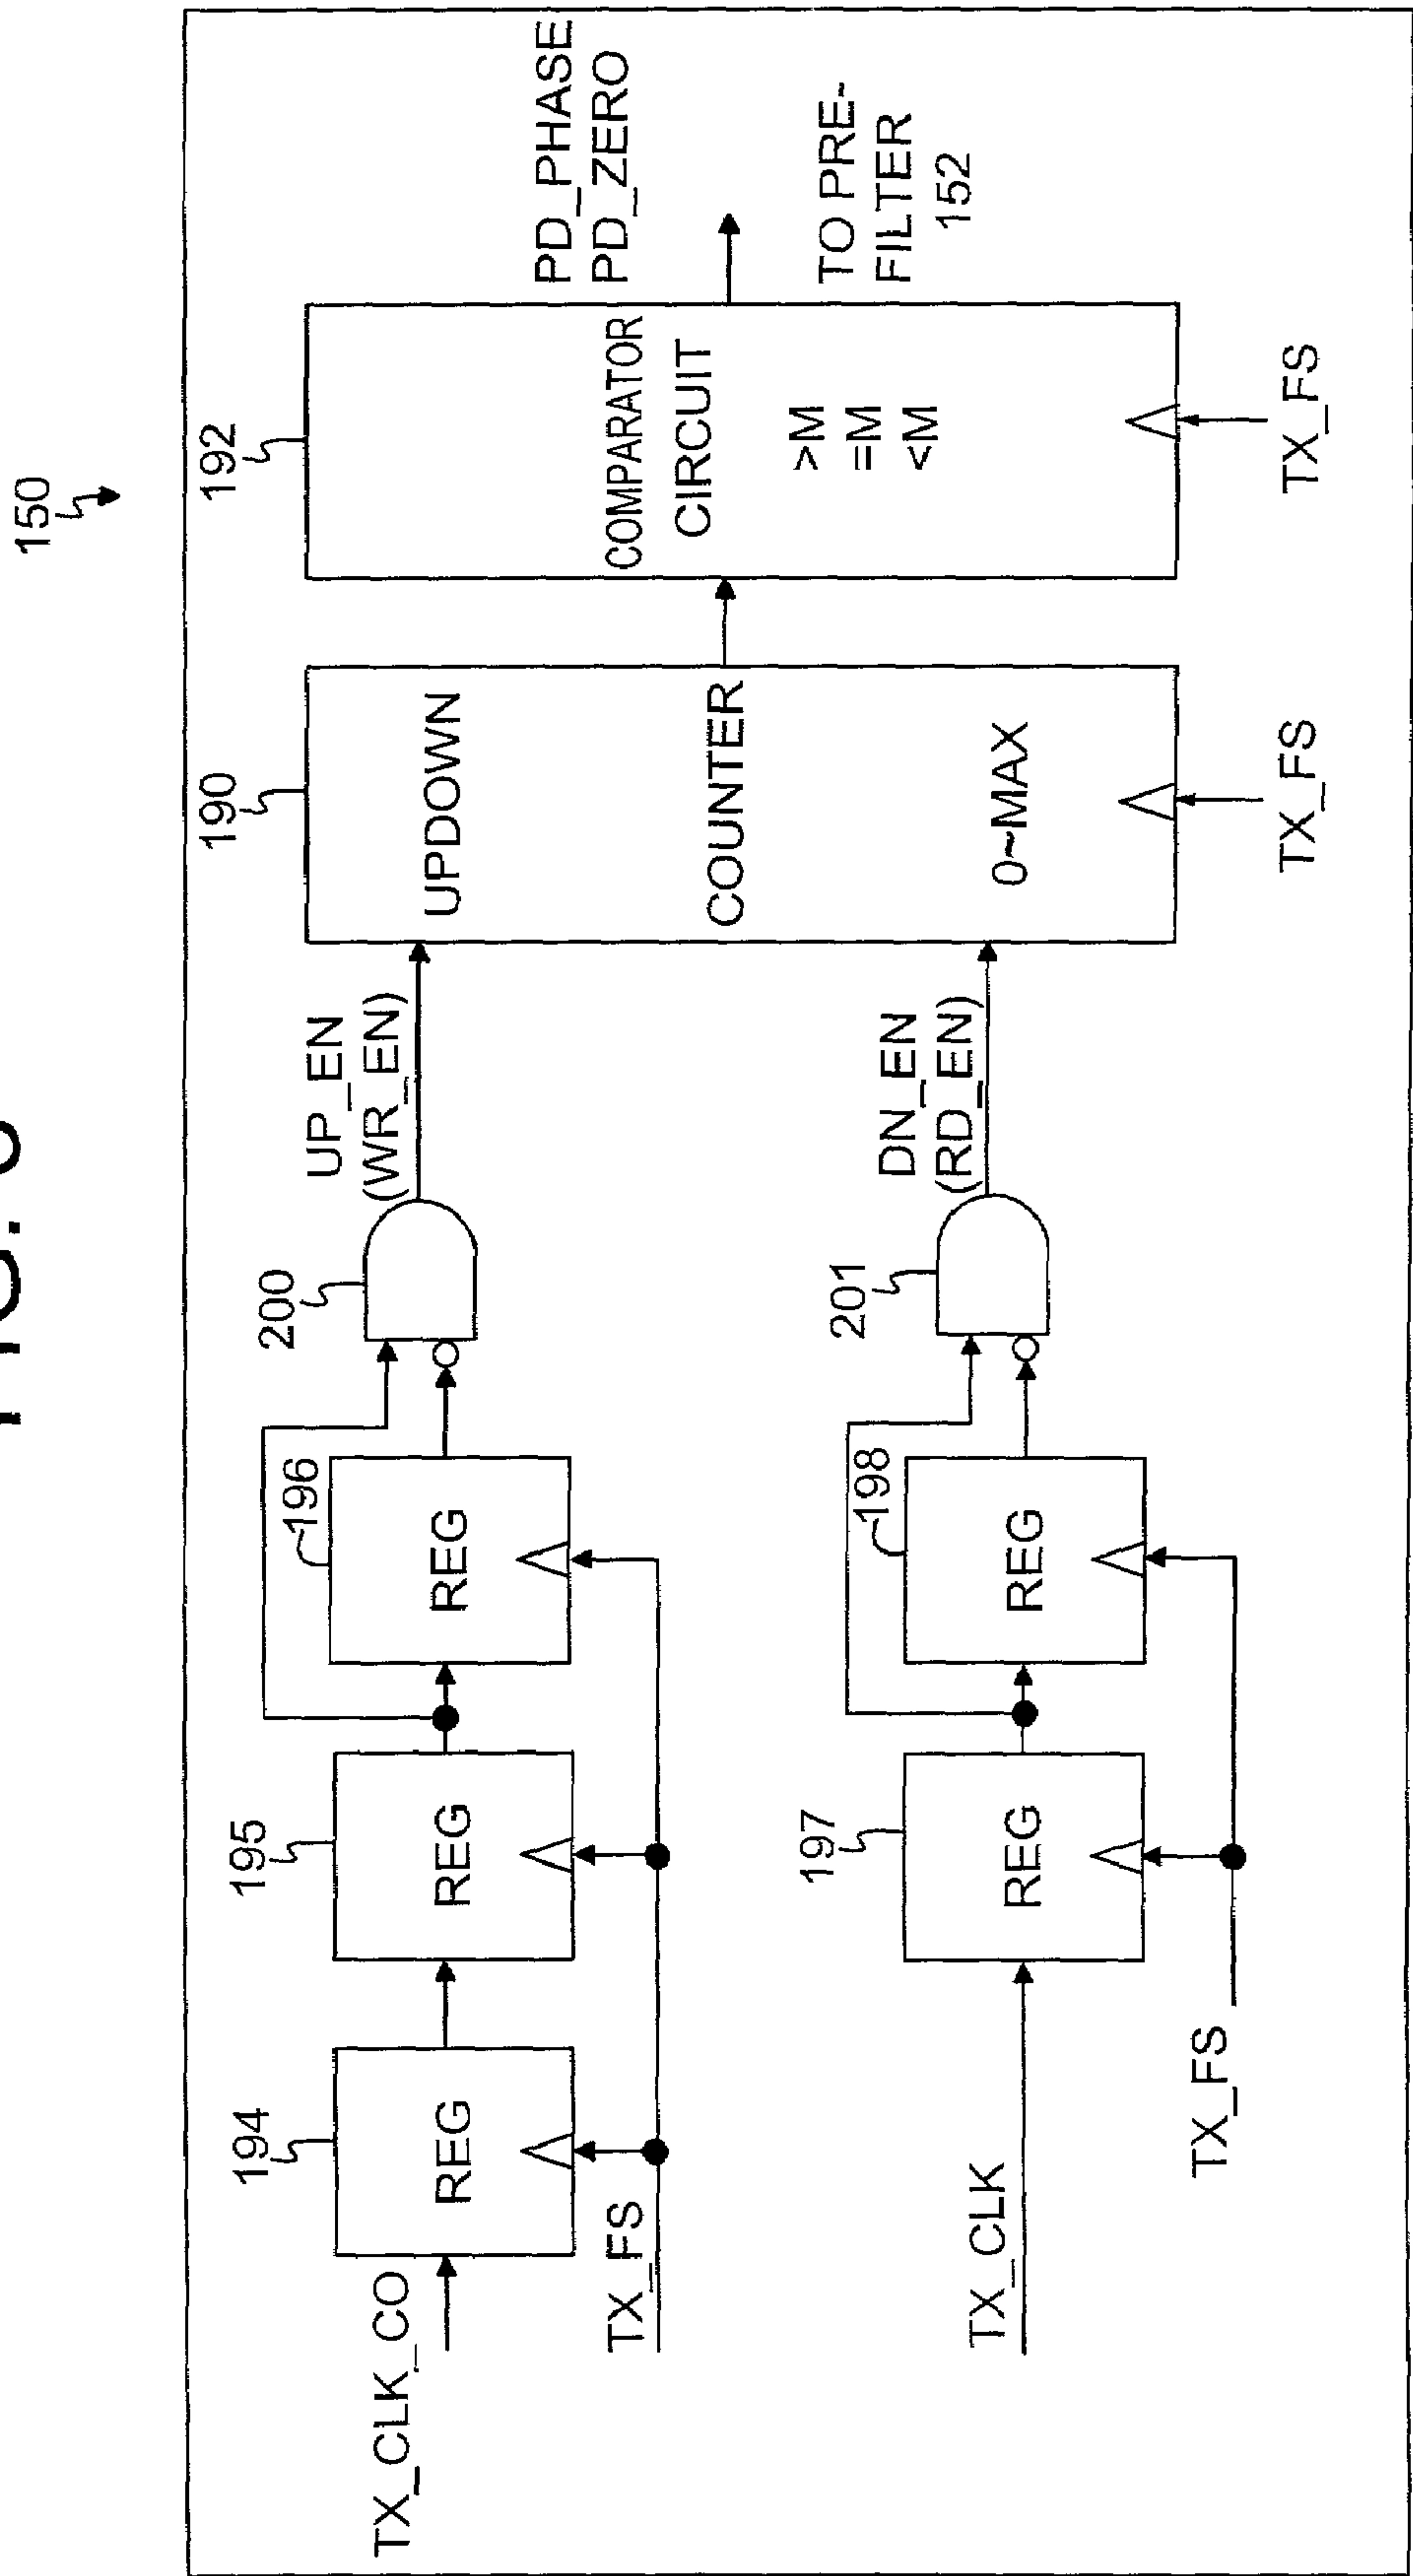 150
192
COMPARATOR
CIRCUIT
>M
=M
<M
TX_FS
PD_PHASE
PD_ZERO
TO PRE-
FILTER
152
190
UPDOWN
COUNTER
0~MAX
TX_FS
UP_EN
(WR_EN)
DN_EN
(RD_EN)
200
201
196
REG
198
REG
195
REG
197
REG
194
REG
TX_CLK_CO
TX_FS
TX_CLK
TX_FS